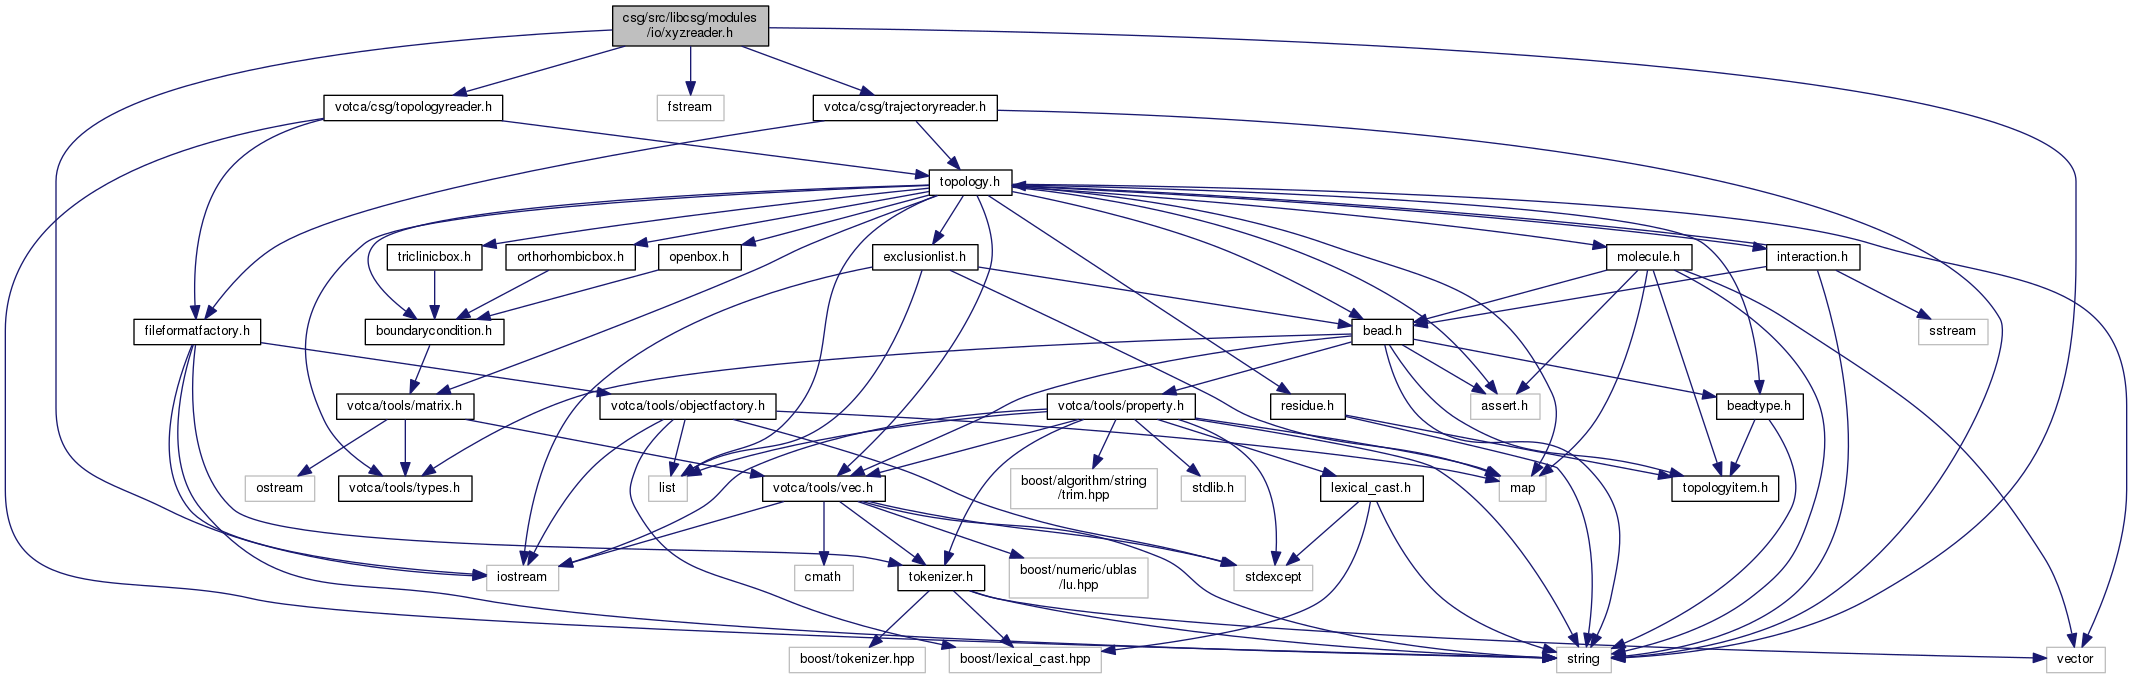 csg/src/libcsg/modules
/io/xyzreader.h
votca/csg/topologyreader.h
fstream
votca/csg/trajectoryreader.h
topology.h
triclinicbox.h
orthorhombicbox.h
openbox.h
exclusionlist.h
molecule.h
interaction.h
fileformatfactory.h
boundarycondition.h
bead.h
sstream
votca/tools/matrix.h
votca/tools/objectfactory.h
votca/tools/property.h
residue.h
assert.h
beadtype.h
ostream
votca/tools/types.h
list
votca/tools/vec.h
boost/algorithm/string
/trim.hpp
stdlib.h
lexical_cast.h
map
topologyitem.h
iostream
cmath
tokenizer.h
boost/numeric/ublas
/lu.hpp
stdexcept
boost/tokenizer.hpp
boost/lexical_cast.hpp
string
vector